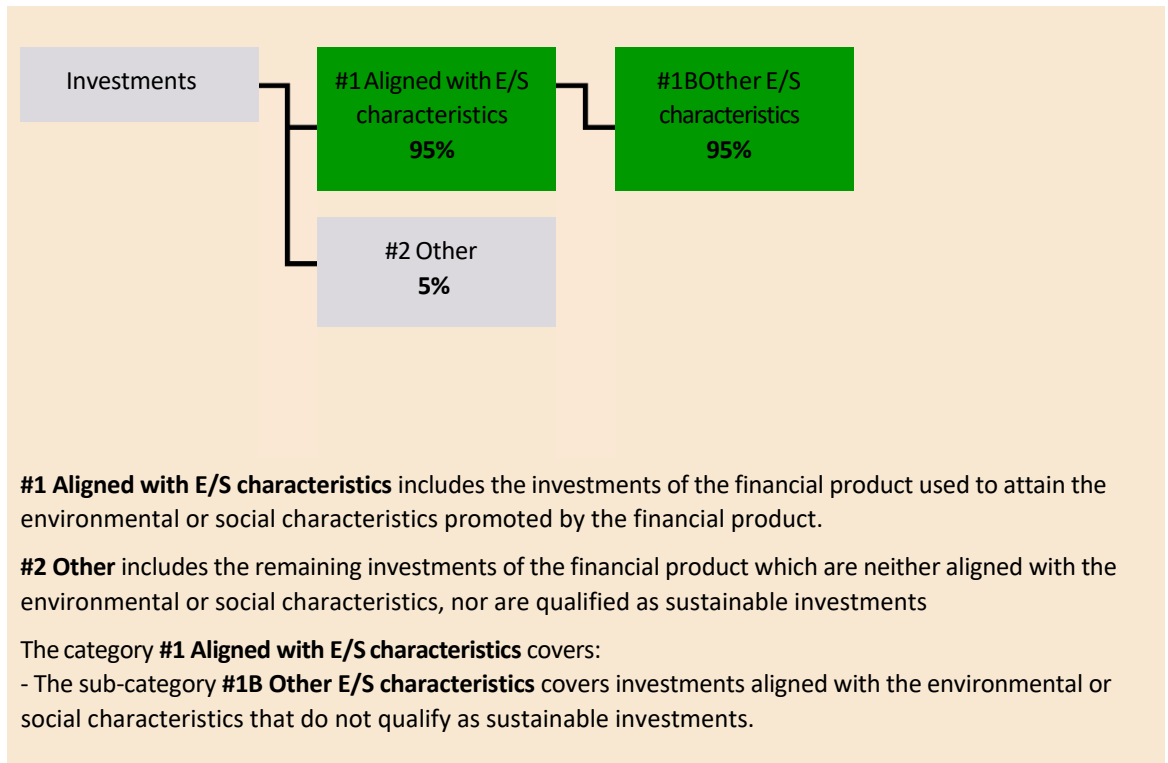 Investments
#1 Aligned with E/S
characteristics
95%
#1BOther E/S
characteristics
95%
#2 Other
5%
#1 Aligned with E/S characteristics includes the investments of the financial product used to attain the
environmental or social characteristics promoted by the financial product.
#2 Other includes the remaining investments of the financial product which are neither aligned with the
environmental or social characteristics, nor are qualified as sustainable investments
The category #1 Aligned with E/S characteristics covers:
- The sub-category #1B Other E/S characteristics covers investments aligned with the environmental or
social characteristics that do not qualify as sustainable investments.